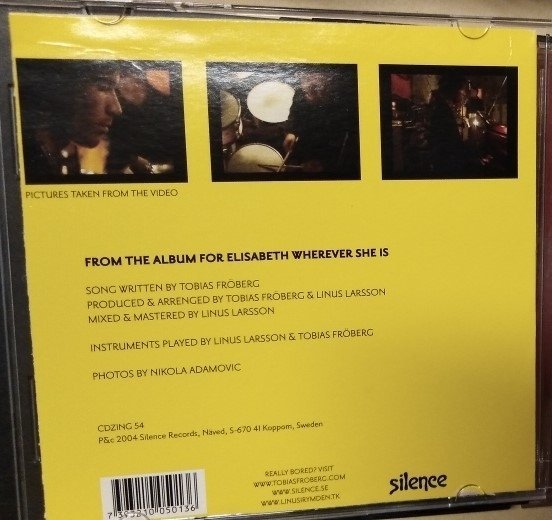 PICTURES TAKEN FROM THE VIDEO
FROM THE ALBUM FOR ELISABETH WHEREVER SHE IS
SONG WRITTEN BY TOBIAS FRÖBERG
PRODUCED & ARRENGED BY TOBIAS FRÖBERG & LINUS LARSSON
MIXED & MASTERED BY LINUS LARSSON
INSTRUMENTS PLAYED BY LINUS LARSSON & TOBIAS FRÖBERG
PHOTOS BY NIKOLA ADAMOVIC
CDZING 54
P&c 2004 Silence Records, Näved, S-670 41 Koppom, Sweden
REALLY BORED? VISIT
WWW.TOBIASFROBERG.COM
WWW.SILENCE.SE
WWW.LINUSIRYMDEN.TK
silence
050136